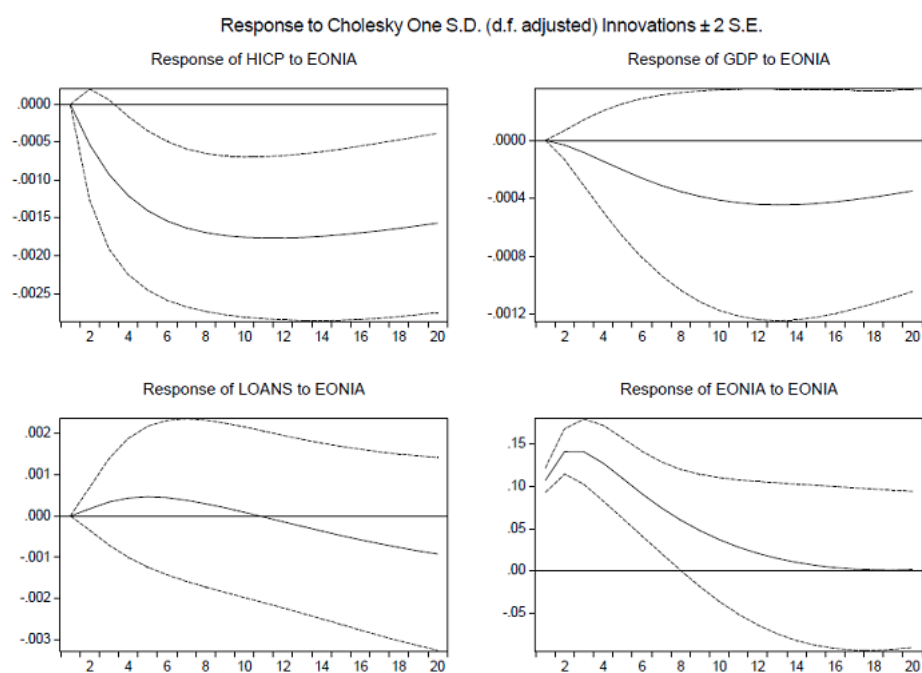 Response to Cholesky One S.D. (d.f. adjusted) Innovations ± 2 S.E.
Response of HICP to EONIA
.0000
-.0005
-.0010
-.0015
-.0020
-.0025
2 4 6 8 10 12 14 16 18 20
Response of GDP to EONIA
.0000
-.0004
-.0008
-.0012
2 4 6 8 10 12 14 16 18 20
Response of LOANS to EONIA
.002
.001
.000
-.001
-.002
-.003
2 4 6 8 10 12 14 16 18 20
Response of EONIA to EONIA
.15
.10
.05
.00
-.05
2 4 6 8 10 12 14 16 18 20